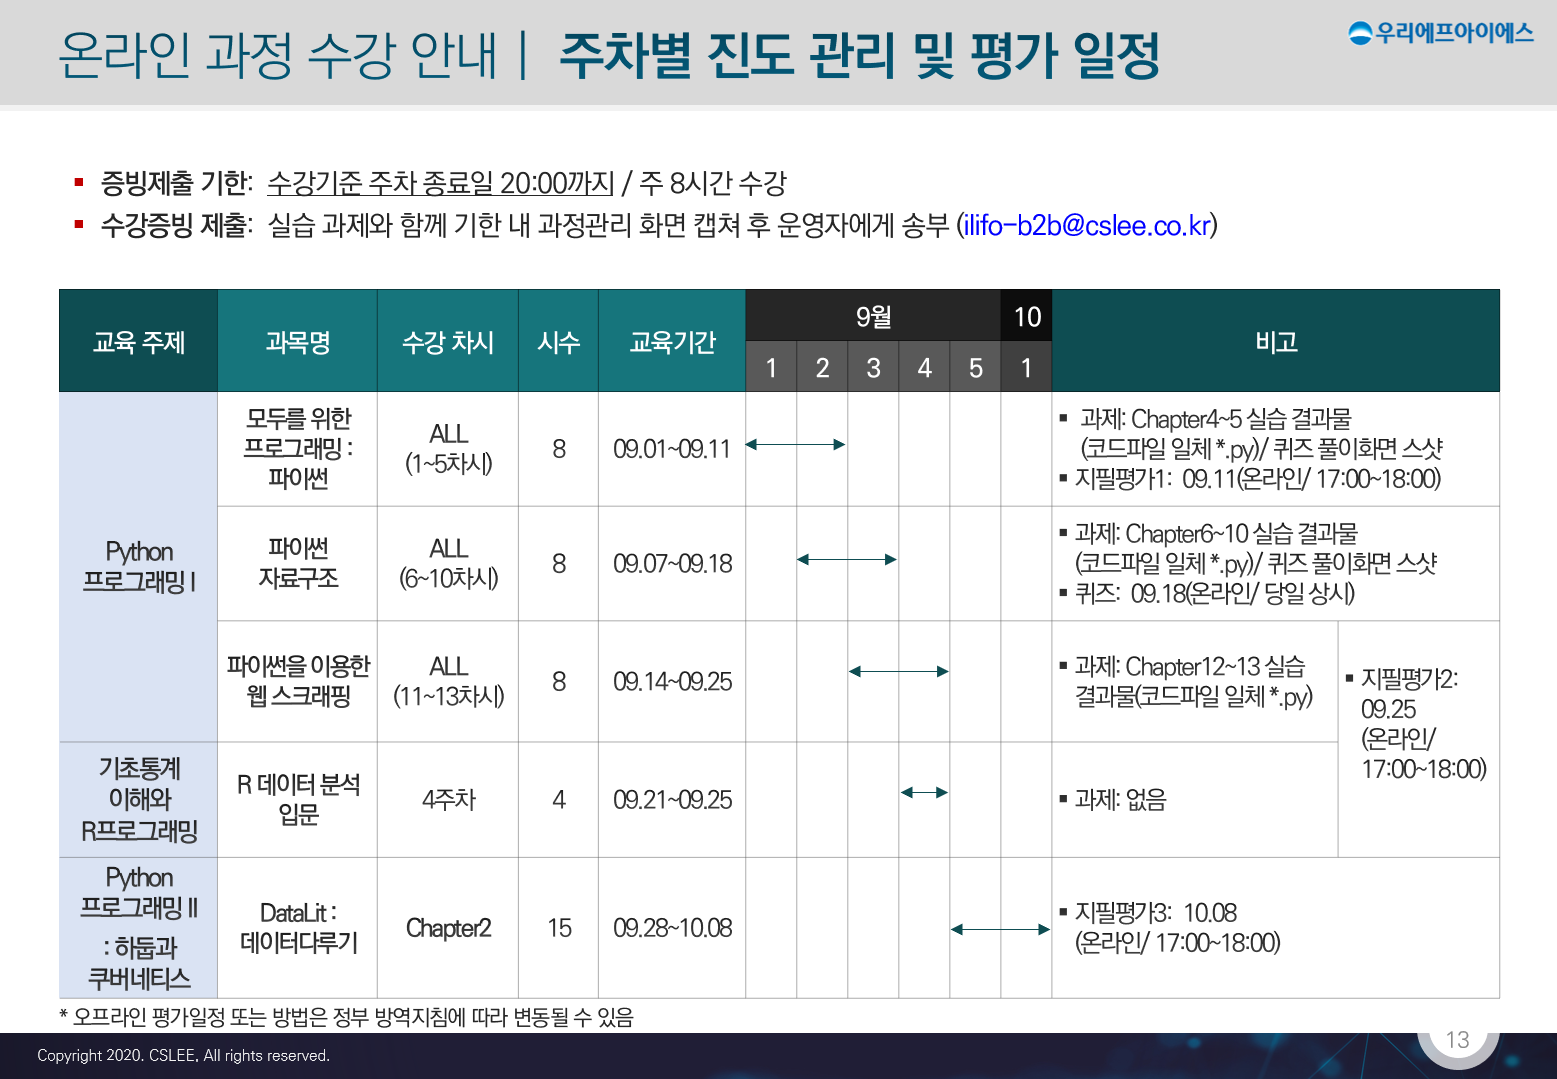 온라인 과정 수강 안내 | 주차별 진도 관리 및 평가 일정
우리에프아이에스
▪ 증빙제출 기한: 수강기준 주차 종료일 20:00까지 / 주 8시간 수강
▪ 수강증빙 제출: 실습 과제와 함께 기한 내 과정관리 화면 캡쳐 후 운영자에게 송부 (ilifo-b2b@cslee.co.kr)
교육 주제
과목명
수강 차시
시수
교육기간
9월
10
1
2
3
4
5
1
비고
Python
프로그래밍 I
모두를 위한
프로그래밍 :
파이썬
ALL
(1~5차시)
8
09.01~09.11
▪ 과제: Chapter4~5 실습 결과물
(코드파일 일체 *.py)/ 퀴즈 풀이화면 스샷
▪ 지필평가1: 09.11(온라인/ 17:00~18:00)
파이썬
자료구조
ALL
(6~10차시)
8
09.07~09.18
▪ 과제: Chapter6~10 실습 결과물
(코드파일 일체 *.py)/ 퀴즈 풀이화면 스샷
▪ 퀴즈: 09.18(온라인/ 당일 상시)
파이썬을 이용한
웹 스크래핑
ALL
(11~13차시)
8
09.14~09.25
▪ 과제: Chapter12~13 실습
결과물(코드파일 일체 *.py)
▪ 지필평가2:
09.25
(온라인/
17:00~18:00)
기초통계
이해와
R프로그래밍
R 데이터 분석
입문
4주차
4
09.21~09.25
▪ 과제: 없음
Python
프로그래밍 II
: 하둡과
쿠버네티스
DataLit :
데이터다루기
Chapter2
15
09.28~10.08
▪ 지필평가3: 10.08
(온라인/ 17:00~18:00)
* 오프라인 평가일정 또는 방법은 정부 방역지침에 따라 변동될 수 있음
Copyright 2020. CSLEE, All rights reserved.
13